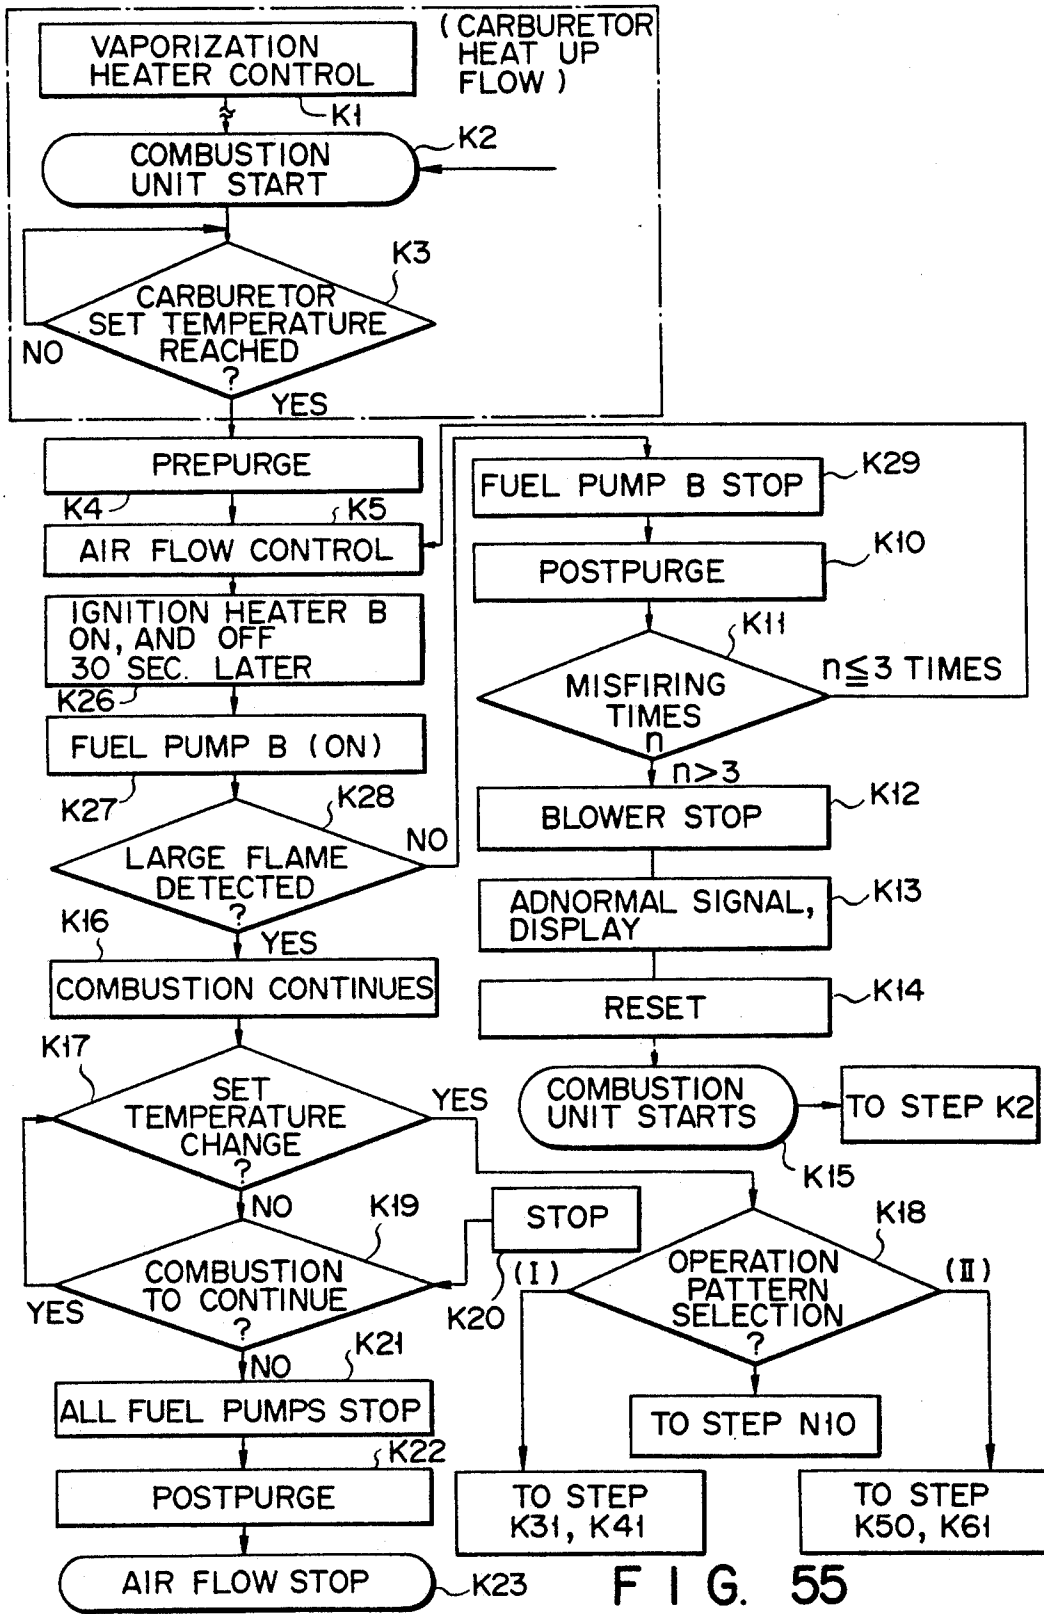 VAPORIZATION
HEATER CONTROL
(CARBURETOR
HEAT UP
FLOW)
K1
COMBUSTION
UNIT START
K2
CARBURETOR
SET TEMPERATURE
REACHED
?
K3
NO
YES
PREPURGE
K4
K5
AIR FLOW CONTROL
IGNITION HEATER B
ON, AND OFF
30 SEC. LATER
K26
FUEL PUMP B (ON)
K27
K28
LARGE FLAME
DETECTED
?
NO
YES
K16
COMBUSTION CONTINUES
K17
SET
TEMPERATURE
CHANGE
?
YES
NO
K19
COMBUSTION
TO CONTINUE
?
YES
NO
STOP
K20
K21
ALL FUEL PUMPS STOP
K22
POSTPURGE
AIR FLOW STOP
K23
FUEL PUMP B STOP
K29
POSTPURGE
K10
K11
MISFIRING
TIMES
n
n≦3 TIMES
n>3
BLOWER STOP
K12
ADNORMAL SIGNAL,
DISPLAY
K13
RESET
K14
COMBUSTION
UNIT STARTS
K15
TO STEP K2
K18
OPERATION
PATTERN
SELECTION
?
(I)
(II)
TO STEP N10
TO STEP
K31, K41
TO STEP
K50, K61
FIG. 55